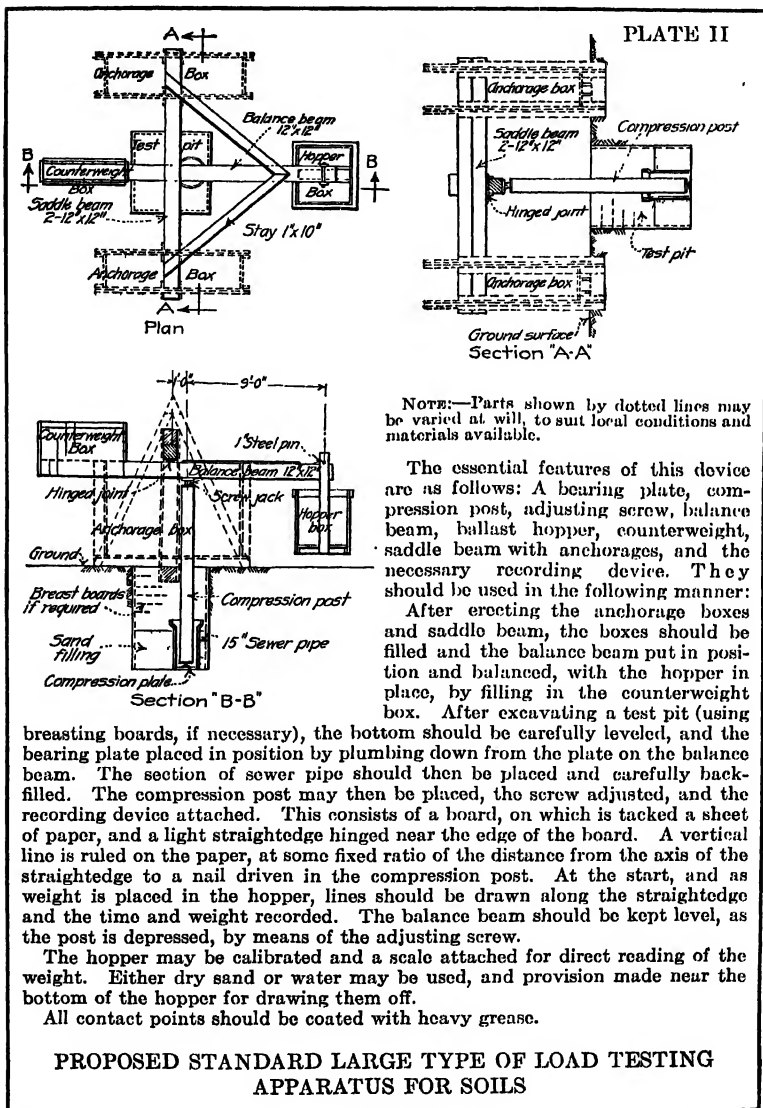 PLATE II
A
Anchorage Box
Balance beam
12"x12"
Test pit
B
Counterweight
Box
Hopper
Box
B
Saddle beam
2-12"x12"
Stay 1"x10"
Anchorage Box
A
Plan
Anchorage box
Saddle beam
2-12"x12"
Compression post
Hinged joint
Test pit
Anchorage box
Ground surface
Section "A-A"
1'-0"
9'-0"
Counterweight
Box
1" Steel pin
Balance beam 12"x12"
Hinged joint
Screw jack
Anchorage Box
Hopper
box
Ground
Breast boards
if required
Compression post
Sand
filling
15" Sewer pipe
Compression plate
Section "B-B"
NOTE:—Parts shown by dotted lines may
be varied at will, to suit local conditions and
materials available.
The essential features of this device
are as follows: A bearing plate, com-
pression post, adjusting screw, balance
beam, ballast hopper, counterweight,
saddle beam with anchorages, and the
necessary recording device. They
should be used in the following manner:
After erecting the anchorage boxes
and saddle beam, the boxes should be
filled and the balance beam put in posi-
tion and balanced, with the hopper in
place, by filling in the counterweight
box. After excavating a test pit (using
breasting boards, if necessary), the bottom should be carefully leveled, and the
bearing plate placed in position by plumbing down from the plate on the balance
beam. The section of sewer pipe should then be placed and carefully back-
filled. The compression post may then be placed, the screw adjusted, and the
recording device attached. This consists of a board, on which is tacked a sheet
of paper, and a light straightedge hinged near the edge of the board. A vertical
line is ruled on the paper, at some fixed ratio of the distance from the axis of the
straightedge to a nail driven in the compression post. At the start, and as
weight is placed in the hopper, lines should be drawn along the straightedge
and the time and weight recorded. The balance beam should be kept level, as
the post is depressed, by means of the adjusting screw.
The hopper may be calibrated and a scale attached for direct reading of the
weight. Either dry sand or water may be used, and provision made near the
bottom of the hopper for drawing them off.
All contact points should be coated with heavy grease.
PROPOSED STANDARD LARGE TYPE OF LOAD TESTING
APPARATUS FOR SOILS